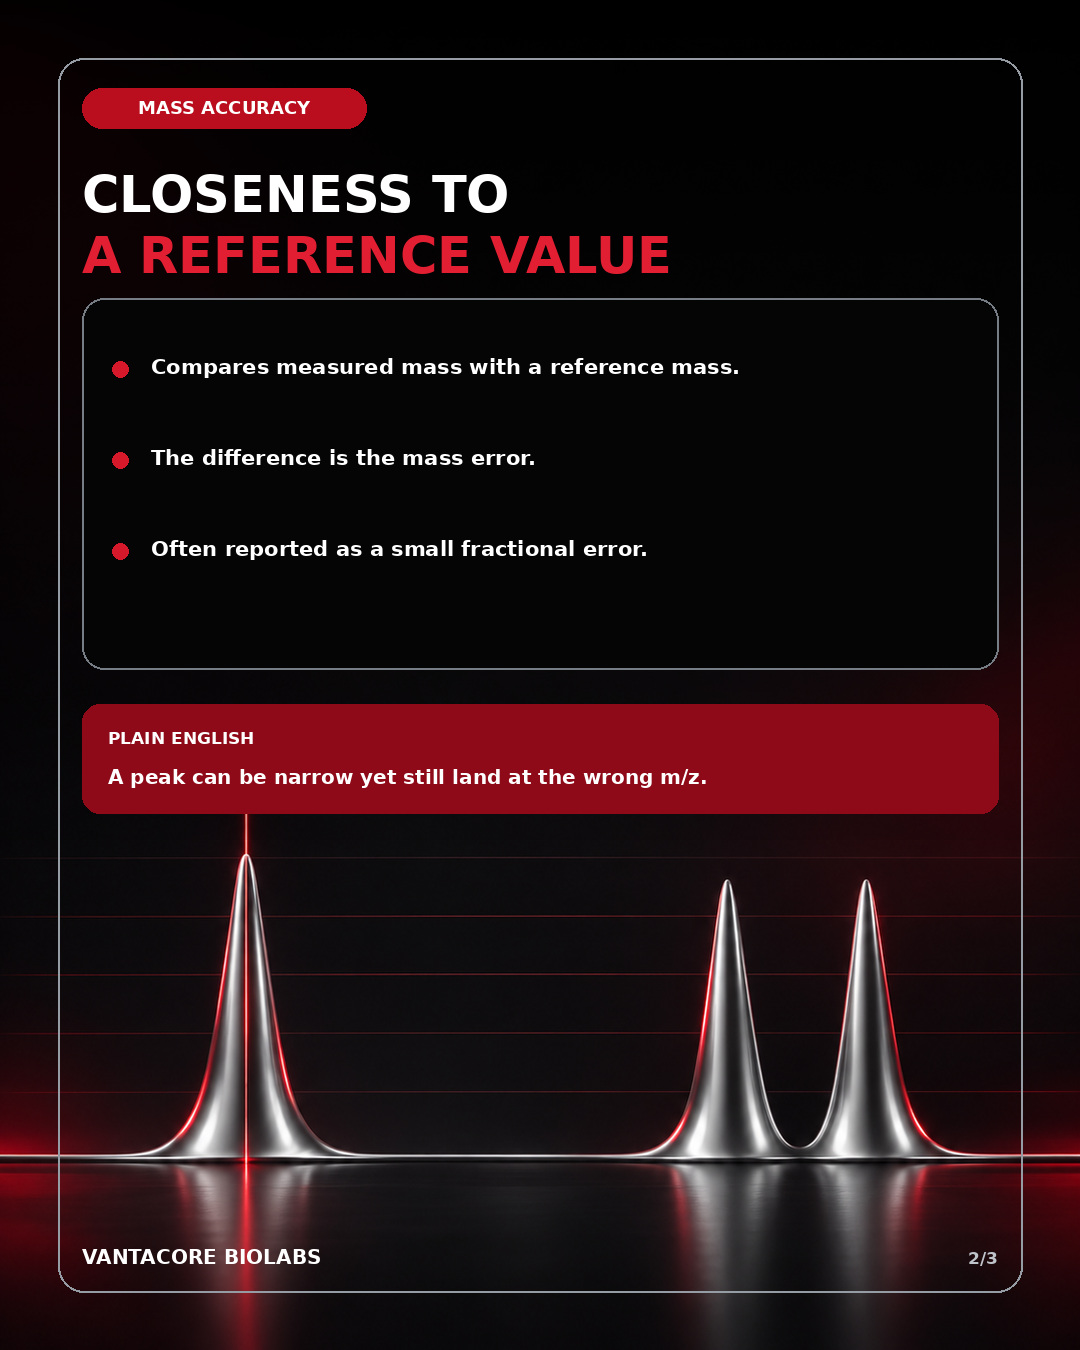 MASS ACCURACY
CLOSENESS TO
A REFERENCE VALUE
Compares measured mass with a reference mass.
The difference is the mass error.
Often reported as a small fractional error.
PLAIN ENGLISH
A peak can be narrow yet still land at the wrong m/z.
VANTACORE BIOLABS
2/3